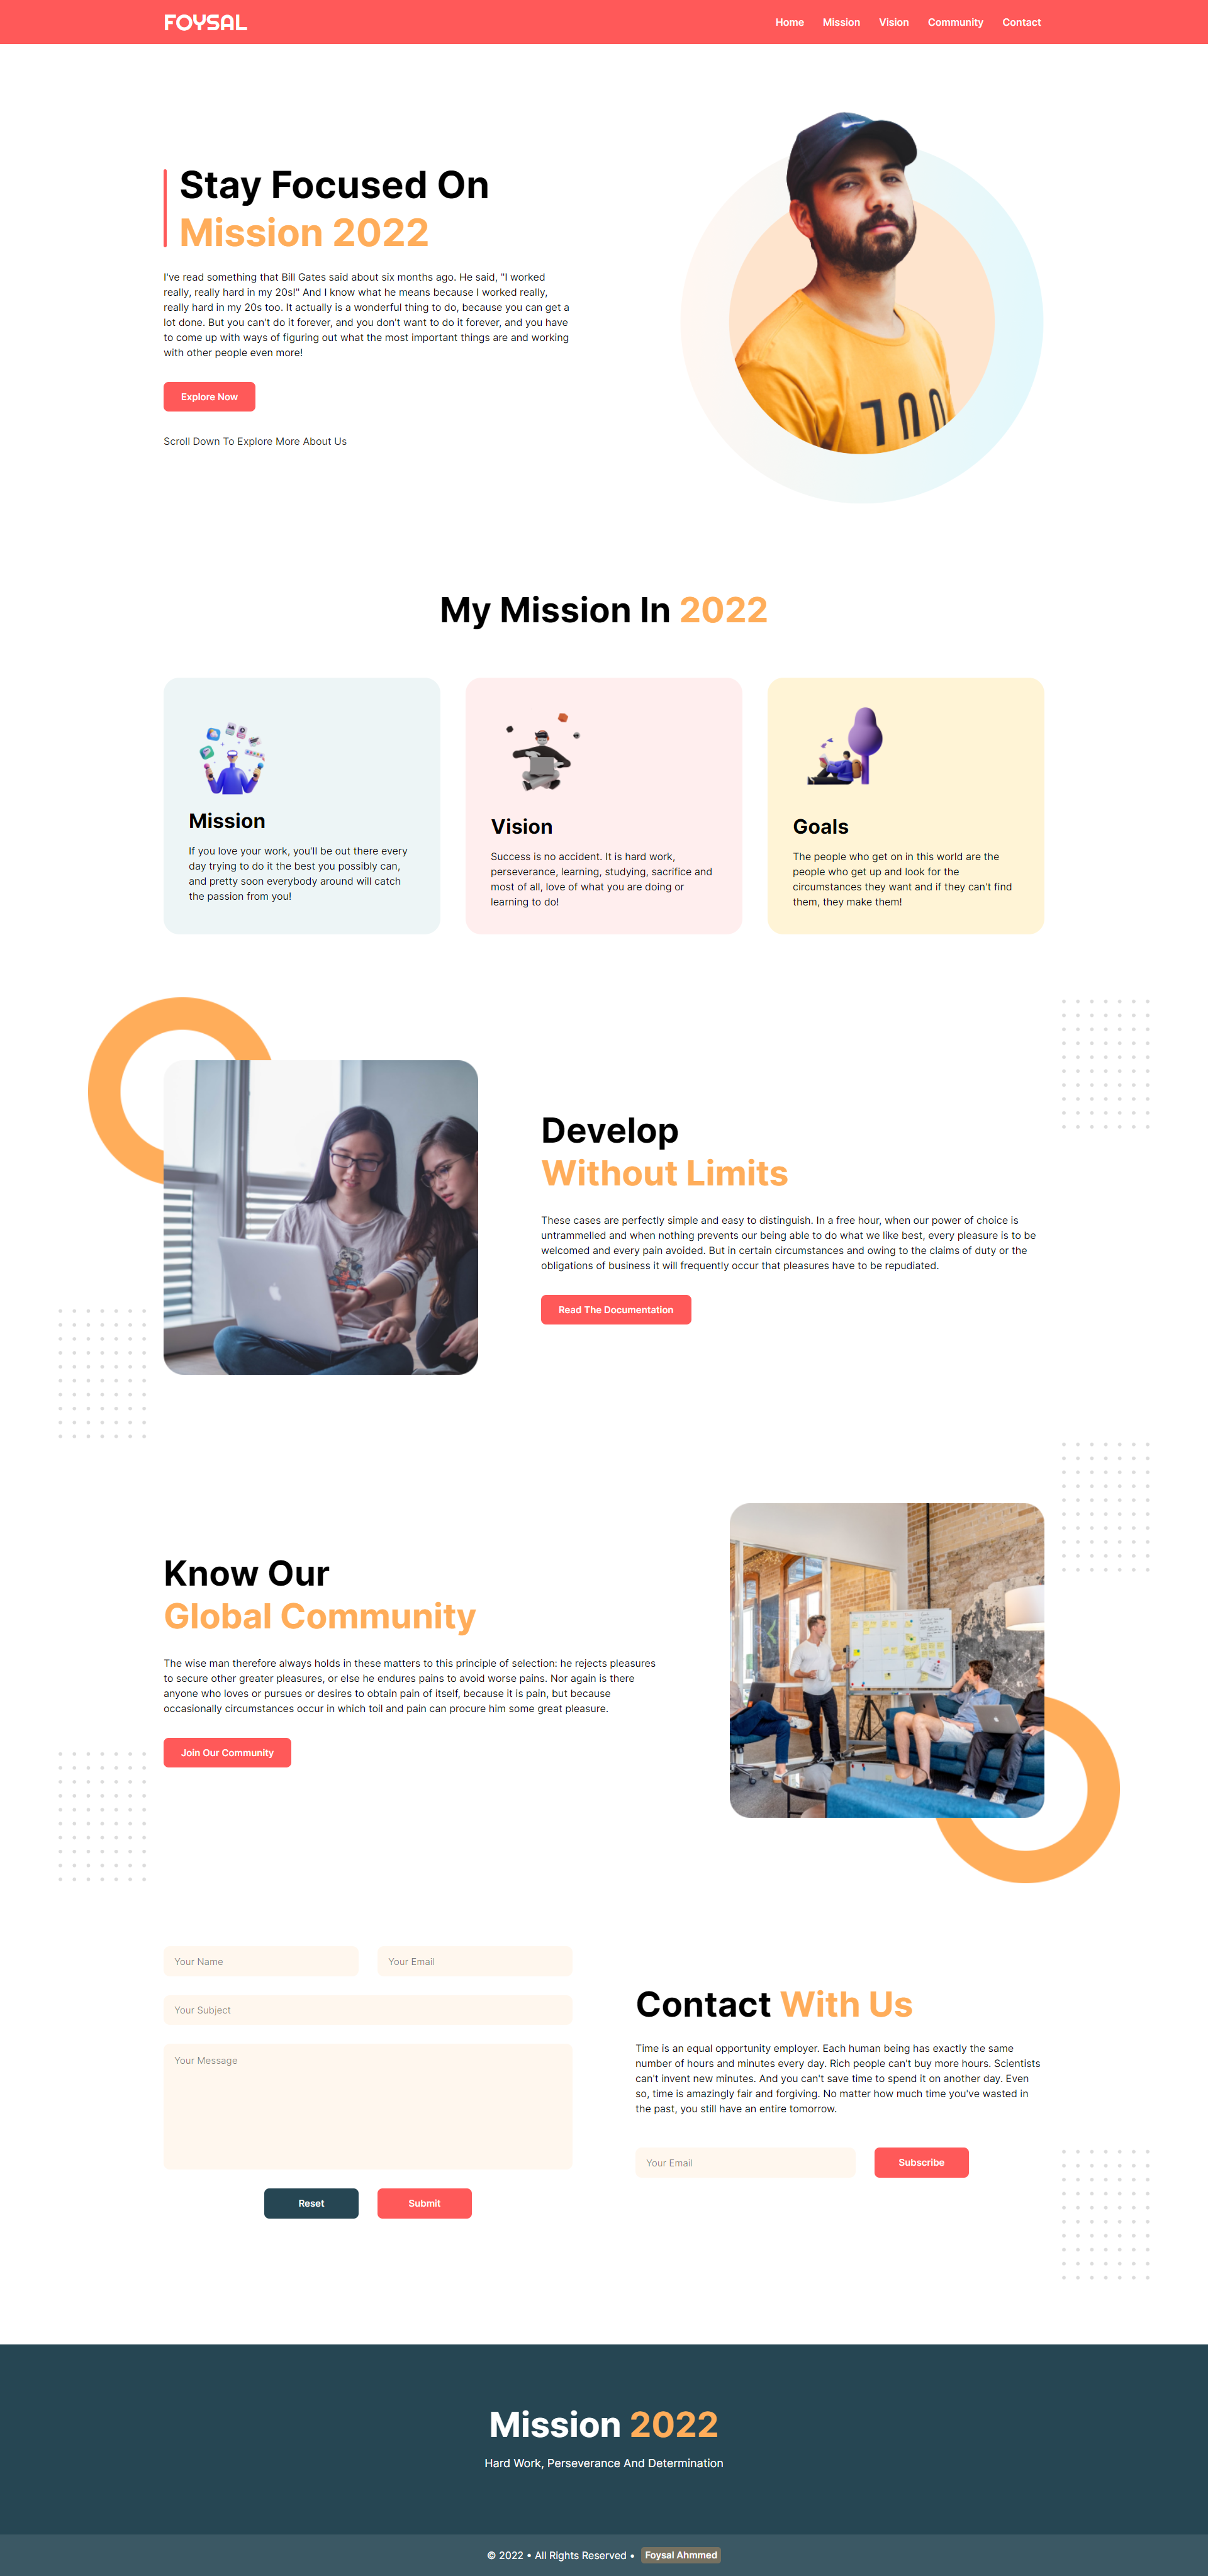 FOYSAL
Home Mission Vision Community Contact
Stay Focused On
Mission 2022
I've read something that Bill Gates said about six months ago. He said, "I worked
really, really hard in my 20s!" And I know what he means because I worked really,
really hard in my 20s too. It actually is a wonderful thing to do, because you can get a
lot done. But you can't do it forever, and you don't want to do it forever, and you have
to come up with ways of figuring out what the most important things are and working
with other people even more!
Explore Now
Scroll Down To Explore More About Us
My Mission In 2022
Mission
If you love your work, you'll be out there every
day trying to do it the best you possibly can,
and pretty soon everybody around will catch
the passion from you!
Vision
Success is no accident. It is hard work,
perseverance, learning, studying, sacrifice and
most of all, love of what you are doing or
learning to do!
Goals
The people who get on in this world are the
people who get up and look for the
circumstances they want and if they can't find
them, they make them!
Develop
Without Limits
These cases are perfectly simple and easy to distinguish. In a free hour, when our power of choice is
untrammelled and when nothing prevents our being able to do what we like best, every pleasure is to be
welcomed and every pain avoided. But in certain circumstances and owing to the claims of duty or the
obligations of business it will frequently occur that pleasures have to be repudiated.
Read The Documentation
Know Our
Global Community
The wise man therefore always holds in these matters to this principle of selection: he rejects pleasures
to secure other greater pleasures, or else he endures pains to avoid worse pains. Nor again is there
anyone who loves or pursues or desires to obtain pain of itself, because it is pain, but because
occasionally circumstances occur in which toil and pain can procure him some great pleasure.
Join Our Community
Your Name
Your Email
Your Subject
Your Message
Reset
Submit
Contact With Us
Time is an equal opportunity employer. Each human being has exactly the same
number of hours and minutes every day. Rich people can't buy more hours. Scientists
can't invent new minutes. And you can't save time to spend it on another day. Even
so, time is amazingly fair and forgiving. No matter how much time you've wasted in
the past, you still have an entire tomorrow.
Your Email
Subscribe
Mission 2022
Hard Work, Perseverance And Determination
© 2022 • All Rights Reserved • Foysal Ahmmed